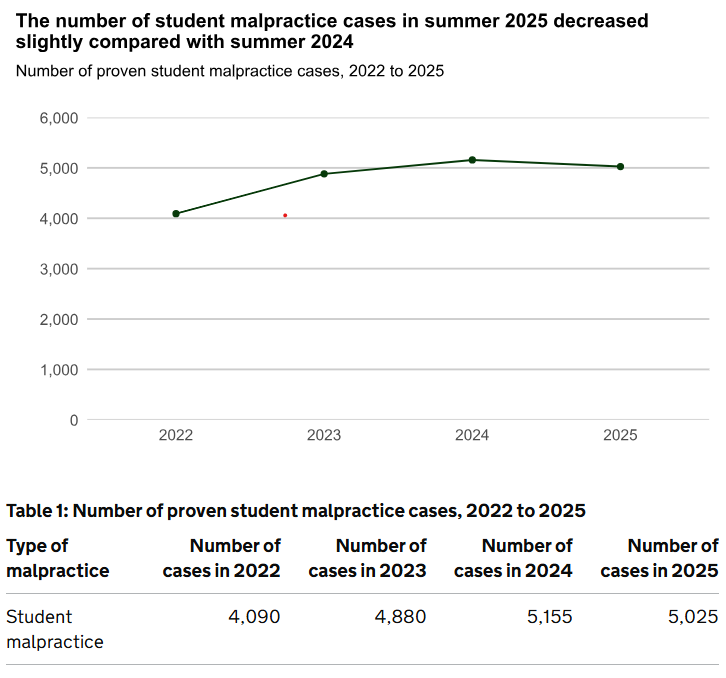 The number of student malpractice cases in summer 2025 decreased
slightly compared with summer 2024
Number of proven student malpractice cases, 2022 to 2025
6,000
5,000
4,000
3,000
2,000
1,000
0
2022 2023 2024 2025
Table 1: Number of proven student malpractice cases, 2022 to 2025
Type of Number of Number of Number of Number of
malpractice cases in 2022 cases in 2023 cases in 2024 cases in 2025
Student 4,090 4,880 5,155 5,025
malpractice